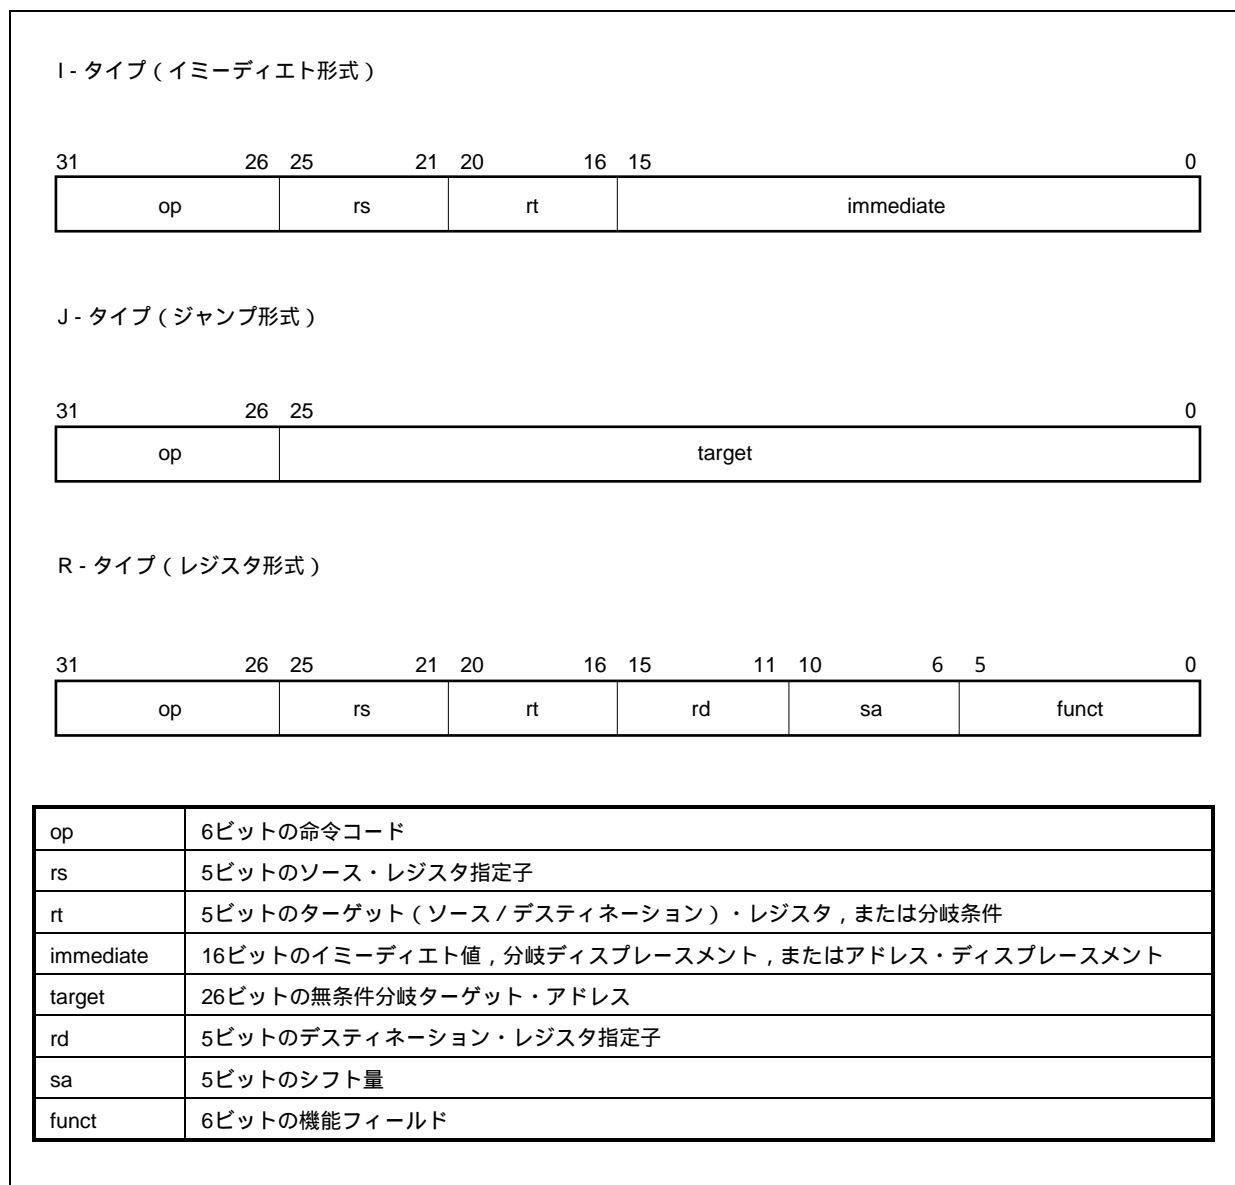 I - タイプ ( イミーディエト形式 )
31 26 25 21 20 16 15 0
op rs rt immediate
J - タイプ ( ジャンプ形式 )
31 26 25 0
op target
R - タイプ ( レジスタ形式 )
31 26 25 21 20 16 15 11 10 6 5 0
op rs rt rd sa funct
op 6ビットの命令コード
rs 5ビットのソース・レジスタ指定子
rt 5ビットのターゲット ( ソース / デスティネーション ) ・レジスタ , または分岐条件
immediate 16ビットのイミーディエト値 , 分岐ディスプレースメント , またはアドレス・ディスプレースメント
target 26ビットの無条件分岐ターゲット・アドレス
rd 5ビットのデスティネーション・レジスタ指定子
sa 5ビットのシフト量
funct 6ビットの機能フィールド